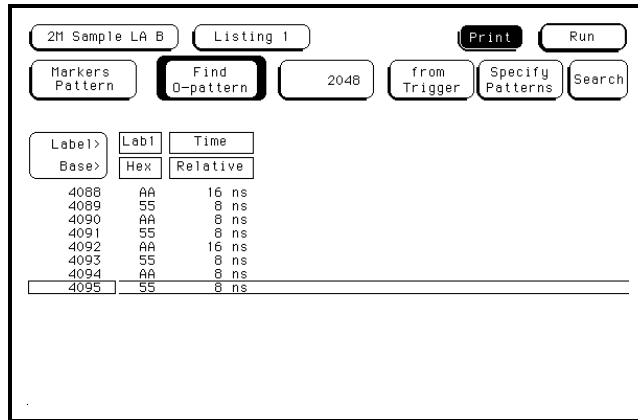 2M Sample LA B Listing 1 Print Run
Markers Pattern Find O-pattern 2048 from Trigger Specify Patterns Search
Label> Lab1 Time
Base> Hex Relative
4088 AA 16 ns
4089 55 8 ns
4090 AA 8 ns
4091 55 8 ns
4092 AA 16 ns
4093 55 8 ns
4094 AA 8 ns
4095 55 8 ns